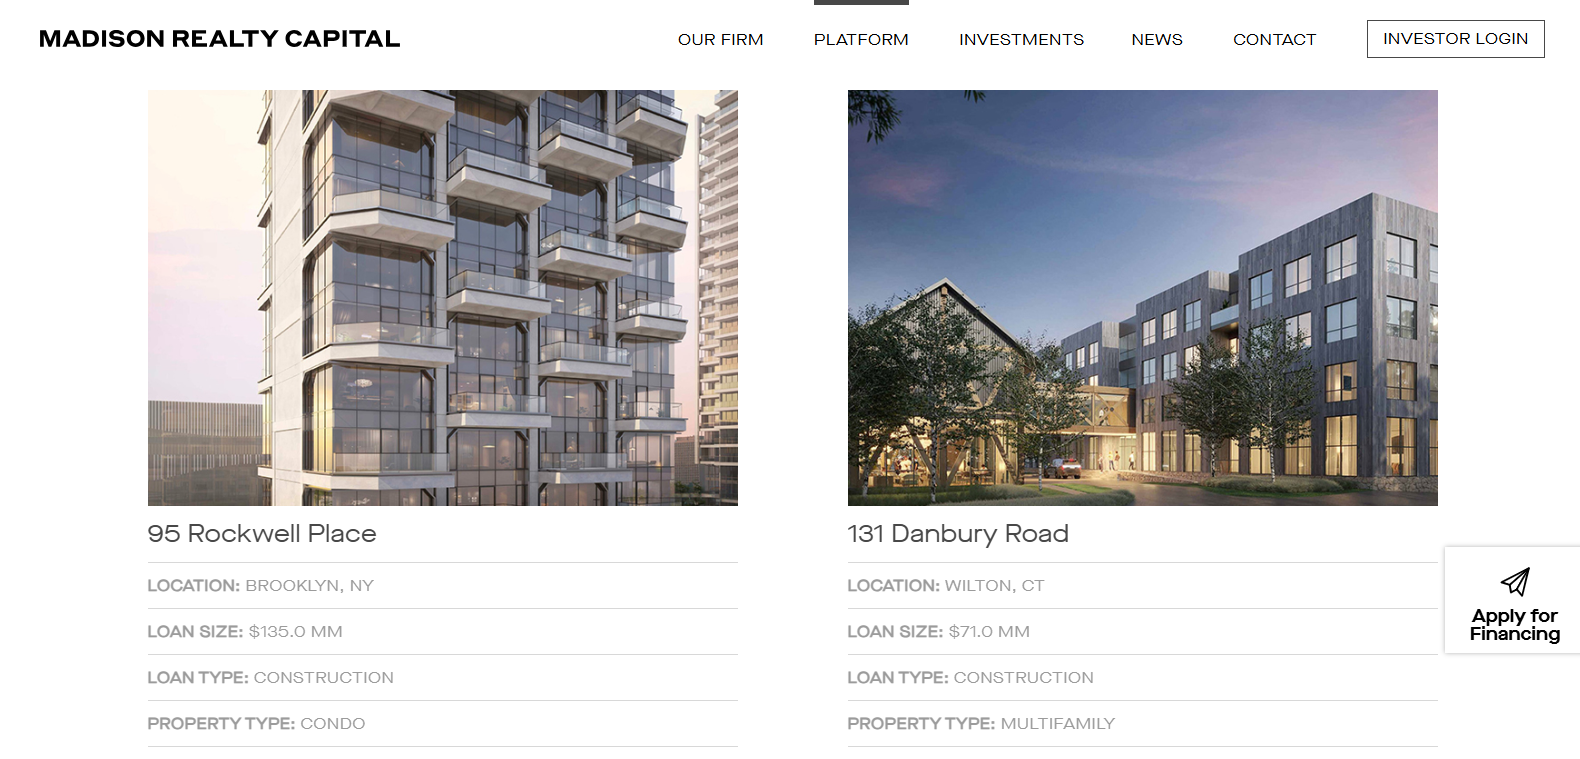 MADISON REALTY CAPITAL
OUR FIRM
PLATFORM
INVESTMENTS
NEWS
CONTACT
INVESTOR LOGIN
95 Rockwell Place
LOCATION: BROOKLYN, NY
LOAN SIZE: $135.0 MM
LOAN TYPE: CONSTRUCTION
PROPERTY TYPE: CONDO
131 Danbury Road
LOCATION: WILTON, CT
LOAN SIZE: $71.0 MM
LOAN TYPE: CONSTRUCTION
PROPERTY TYPE: MULTIFAMILY
Apply for
Financing